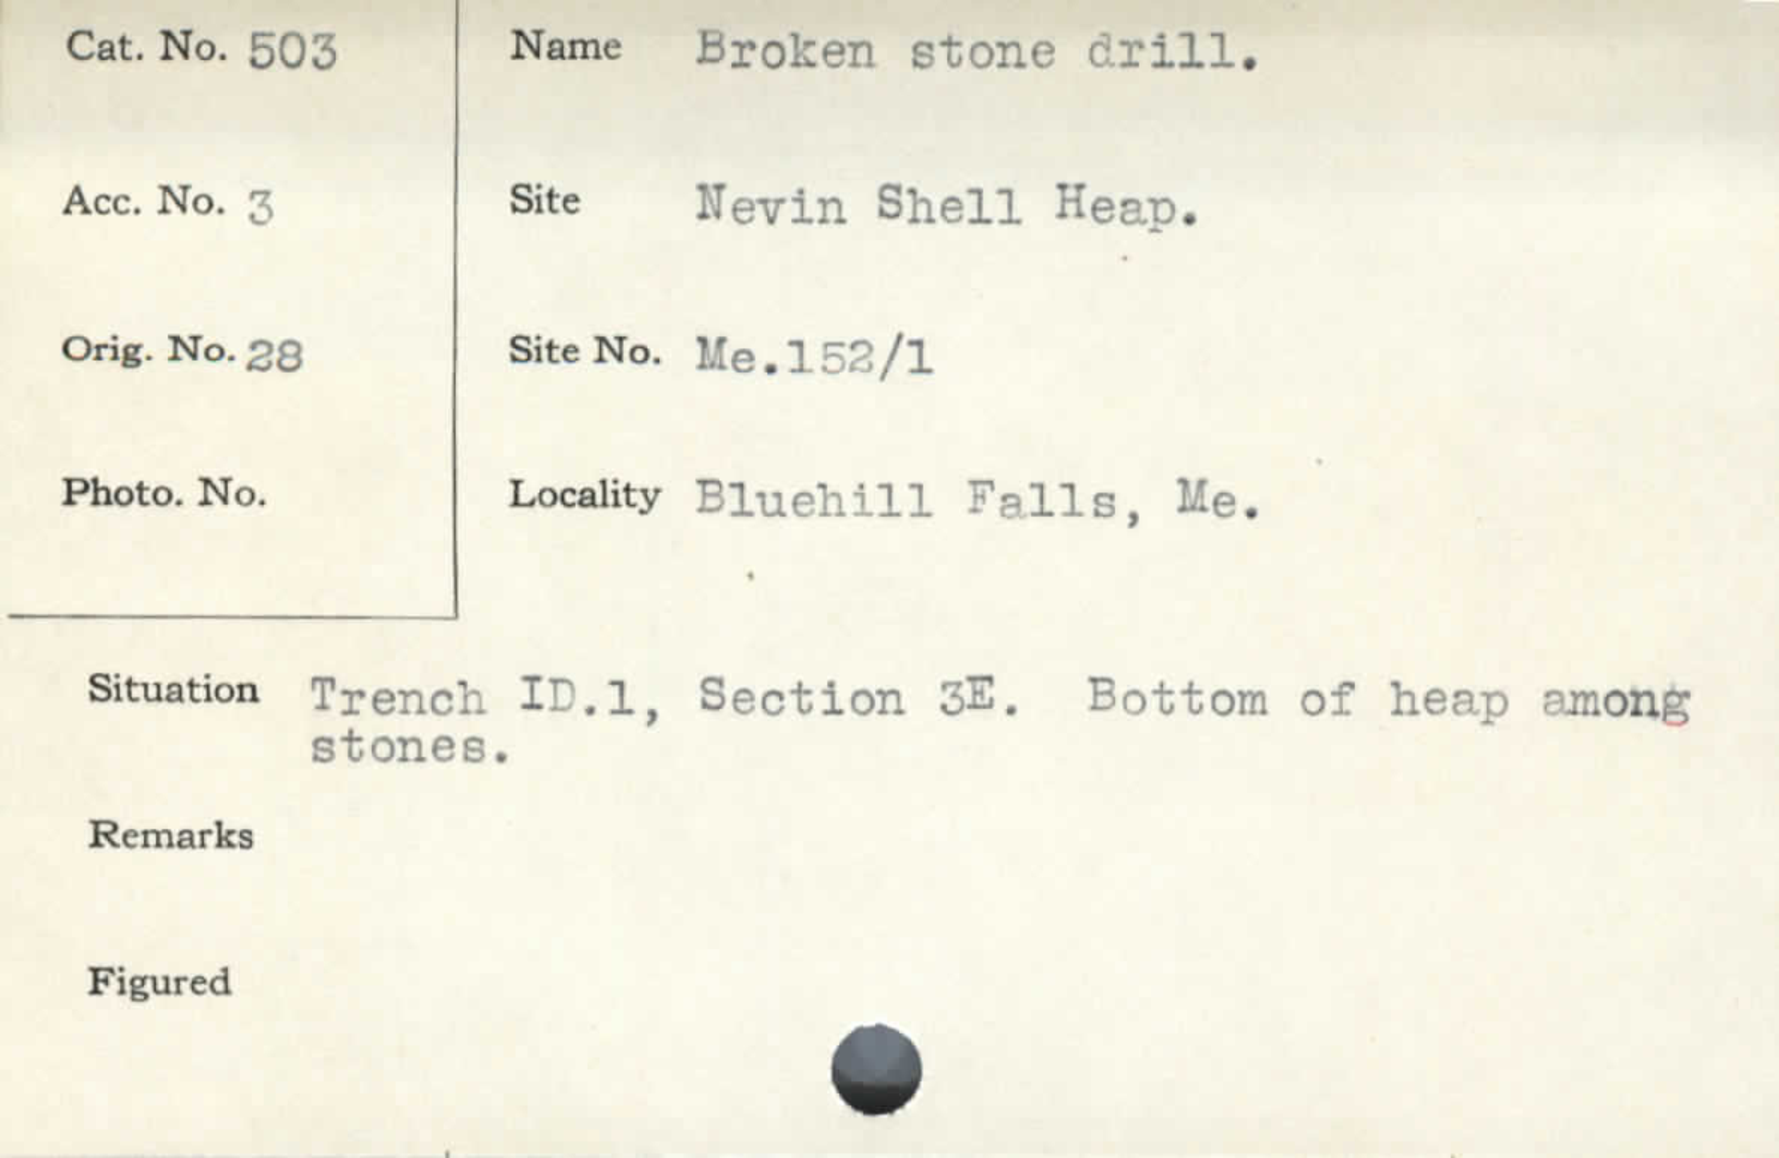 Cat. No. 503
Name Broken stone drill.
Acc. No. 3
Site Nevin Shell Heap.
Orig. No. 28
Site No. Me.152/1
Photo. No.
Locality Bluehill Falls, Me.
Situation Trench ID.1, Section 3E. Bottom of heap among
stones.
Remarks
Figured